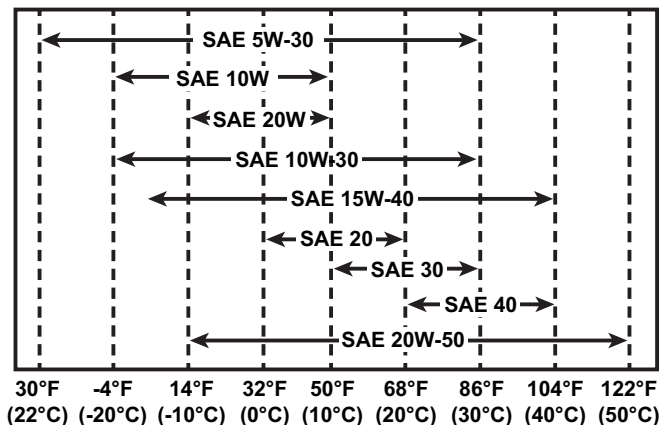 SAE 5W-30
SAE 10W
SAE 20W
SAE 10W-30
SAE 15W-40
SAE 20
SAE 30
SAE 40
SAE 20W-50
30°F -4°F 14°F 32°F 50°F 68°F 86°F 104°F 122°F
(22°C) (-20°C) (-10°C) (0°C) (10°C) (20°C) (30°C) (40°C) (50°C)